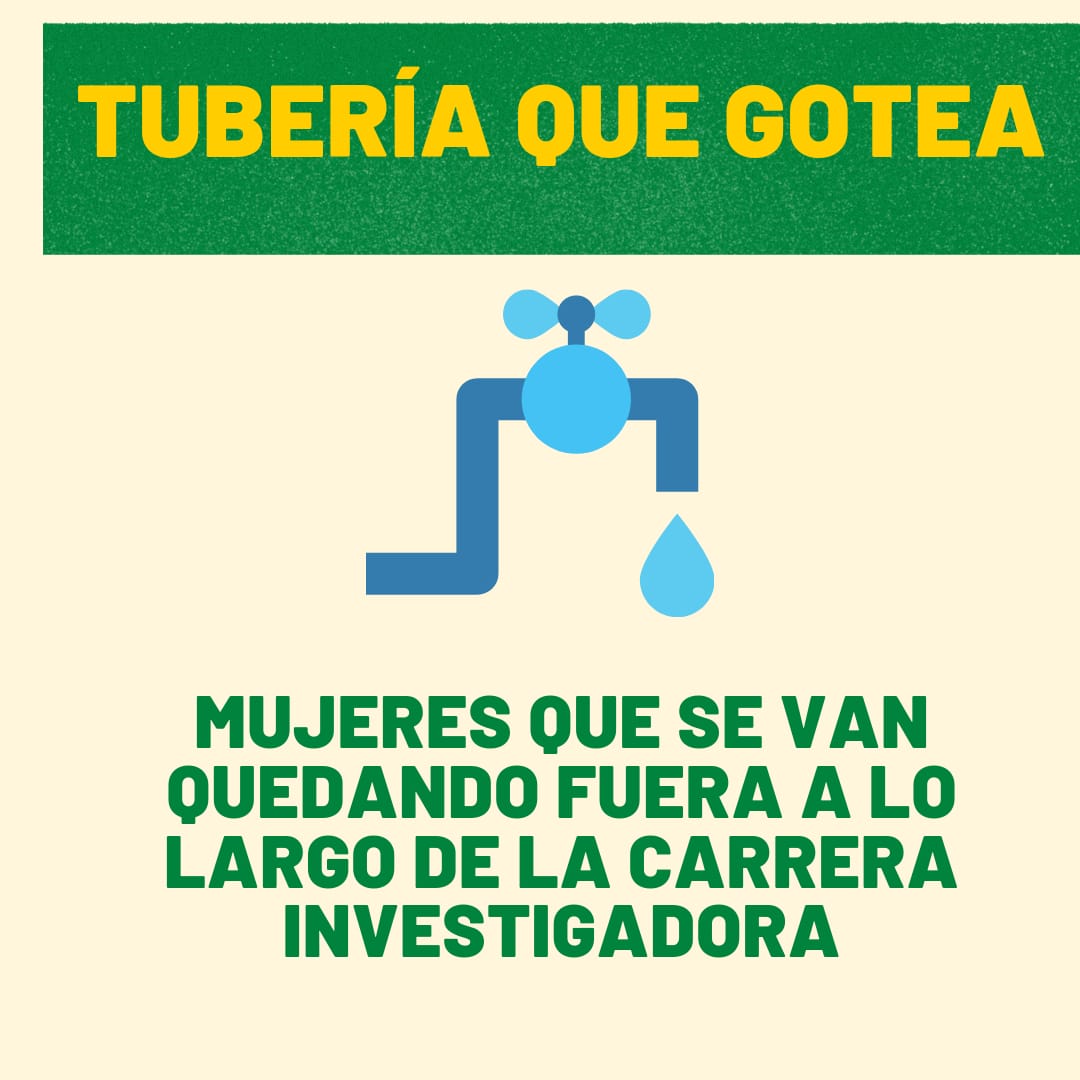 TUBERÍA QUE GOTEA
MUJERES QUE SE VAN
QUEDANDO FUERA A LO
LARGO DE LA CARRERA
INVESTIGADORA